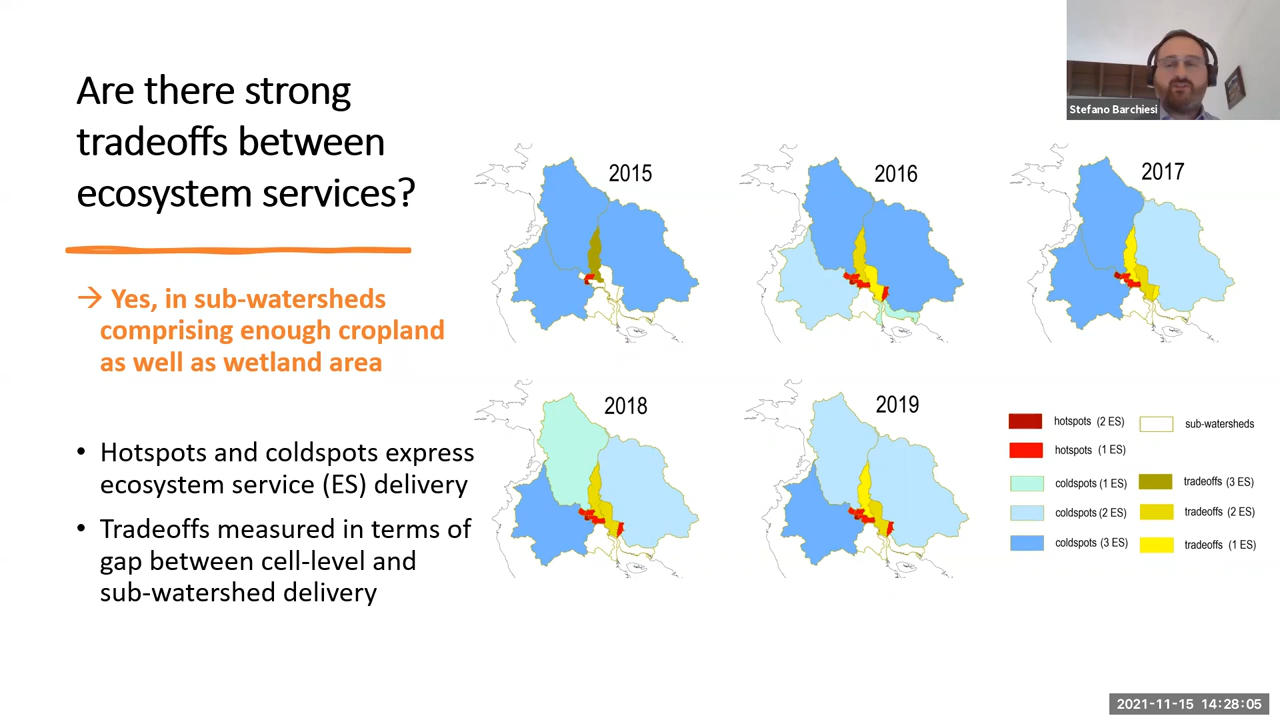 Are there strong
tradeoffs between
ecosystem services?
→ Yes, in sub-watersheds
comprising enough cropland
as well as wetland area
• Hotspots and coldspots express
ecosystem service (ES) delivery
• Tradeoffs measured in terms of
gap between cell-level and
sub-watershed delivery
Stefano Barchiesi
2015
2016
2017
2018
2019
hotspots (2 ES)
hotspots (1 ES)
coldspots (1 ES)
coldspots (2 ES)
coldspots (3 ES)
sub-watersheds
tradeoffs (3 ES)
tradeoffs (2 ES)
tradeoffs (1 ES)
2021-11-15 14:28:05